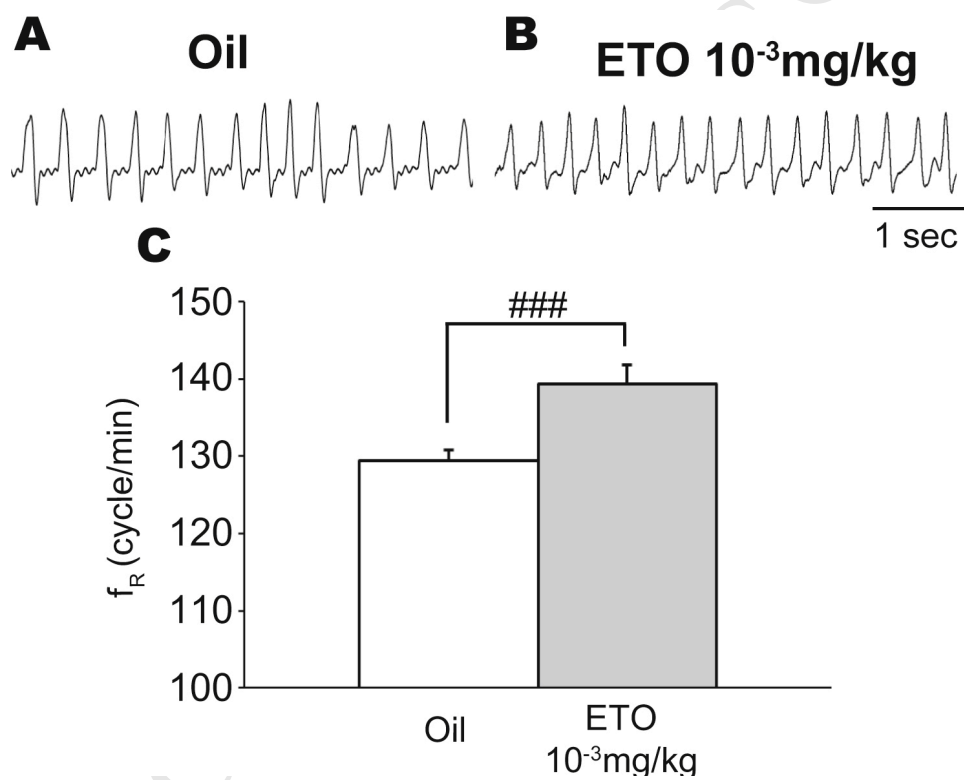 A
Oil
B
ETO 10⁻³mg/kg
1 sec
C
###
150
140
130
120
110
100
f_R (cycle/min)
Oil
ETO
10⁻³mg/kg